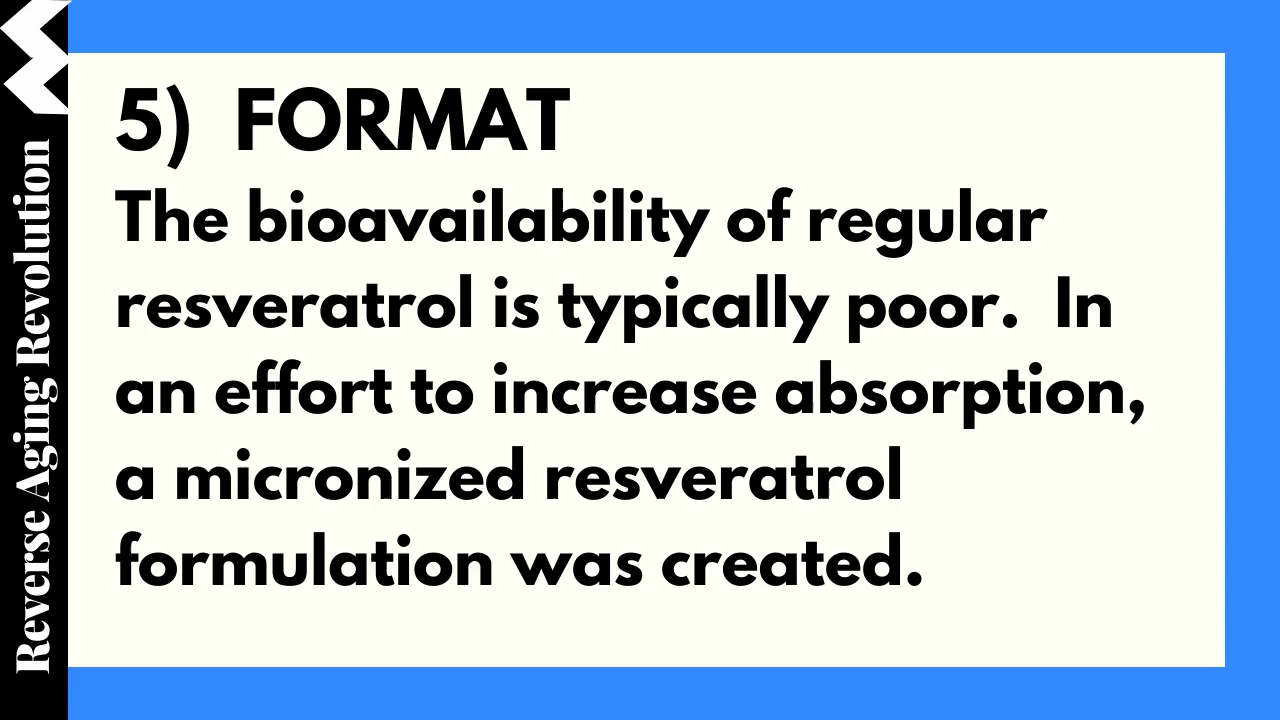 5) FORMAT
The bioavailability of regular
resveratrol is typically poor. In
an effort to increase absorption,
a micronized resveratrol
formulation was created.
Reverse Aging Revolution